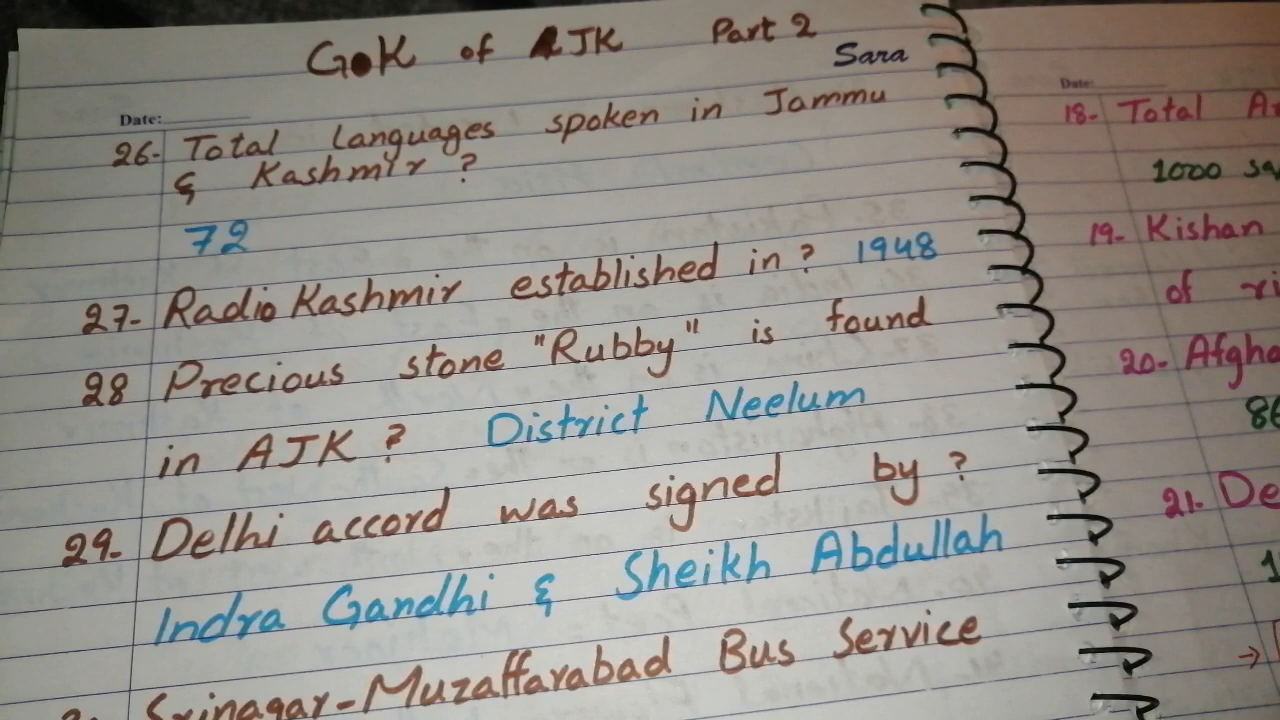 GOK of AJK Part 2
Sara
Date:
26- Total languages spoken in Jammu
& Kashmir ?
72
27- Radio Kashmir established in ? 1948
28 Precious stone "Rubby" is found
in AJK ? District Neelum
29- Delhi accord was signed by ?
Indra Gandhi & Sheikh Abdullah
Srinagar-Muzaffarabad Bus Service
Date:
18- Total
1000
19- Kishan
of
20-
21.